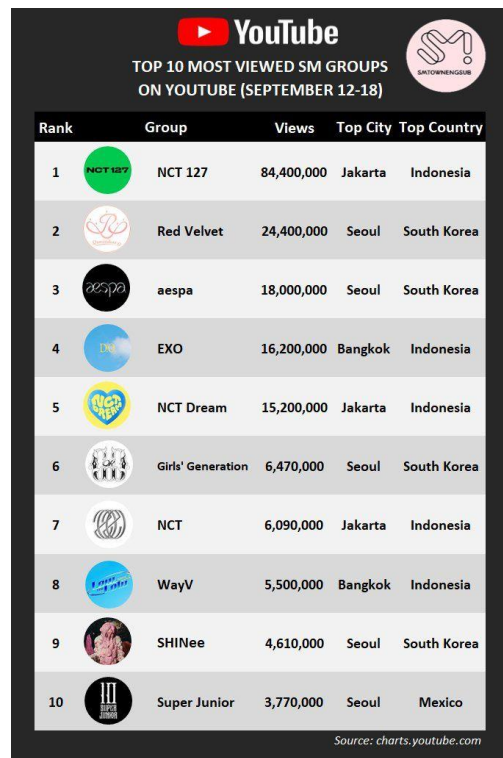 YouTube
TOP 10 MOST VIEWED SM GROUPS
ON YOUTUBE (SEPTEMBER 12-18)
SMTOWNENGSUB
Rank Group Views Top City Top Country
1 NCT 127 NCT 127 84,400,000 Jakarta Indonesia
2 Red Velvet 24,400,000 Seoul South Korea
3 aespa aespa 18,000,000 Seoul South Korea
4 EXO 16,200,000 Bangkok Indonesia
5 NCT DREAM NCT Dream 15,200,000 Jakarta Indonesia
6 Girls' Generation 6,470,000 Seoul South Korea
7 NCT 6,090,000 Jakarta Indonesia
8 WayV 5,500,000 Bangkok Indonesia
9 SHINee 4,610,000 Seoul South Korea
10 SUPER JUNIOR Super Junior 3,770,000 Seoul Mexico
Source: charts.youtube.com